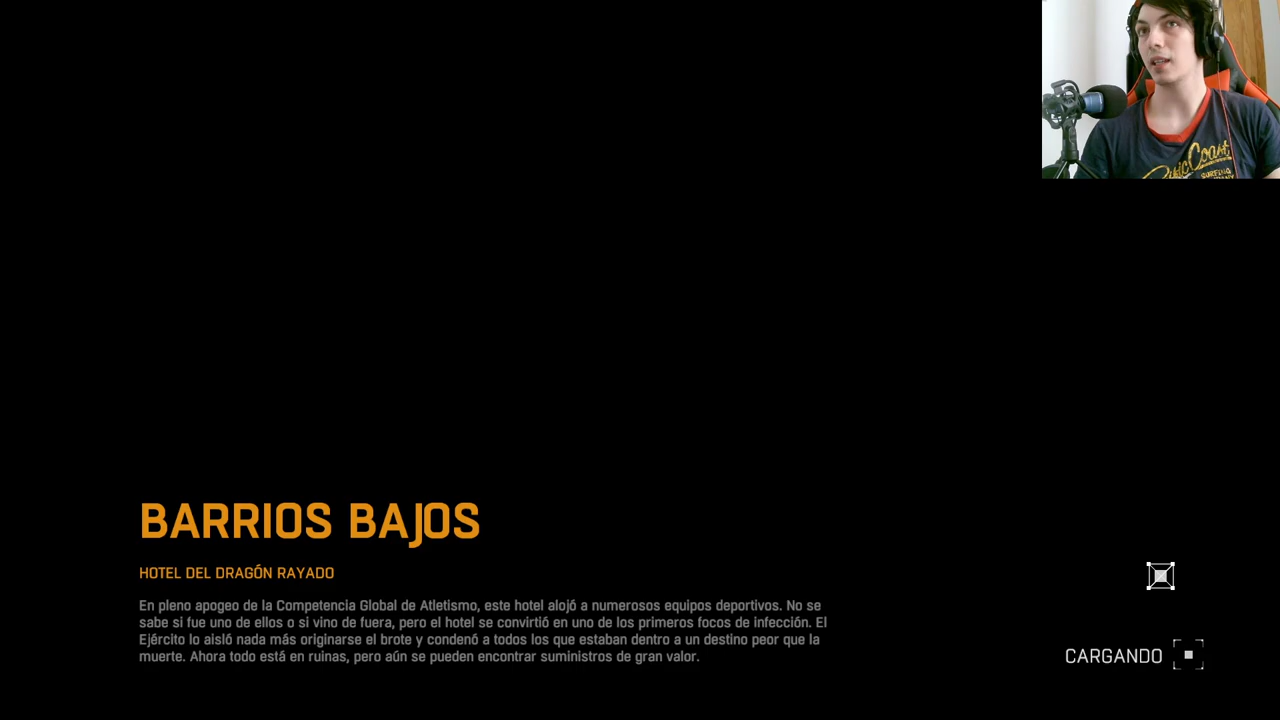 Coast
SURFING
BARRIOS BAJOS
HOTEL DEL DRAGÓN RAYADO
En pleno apogeo de la Competencia Global de Atletismo, este hotel alojó a numerosos equipos deportivos. No se
sabe si fue uno de ellos o si vino de fuera, pero el hotel se convirtió en uno de los primeros focos de infección. El
Ejército lo aisló nada más originarse el brote y condenó a todos los que estaban dentro a un destino peor que la
muerte. Ahora todo está en ruinas, pero aún se pueden encontrar suministros de gran valor.
CARGANDO